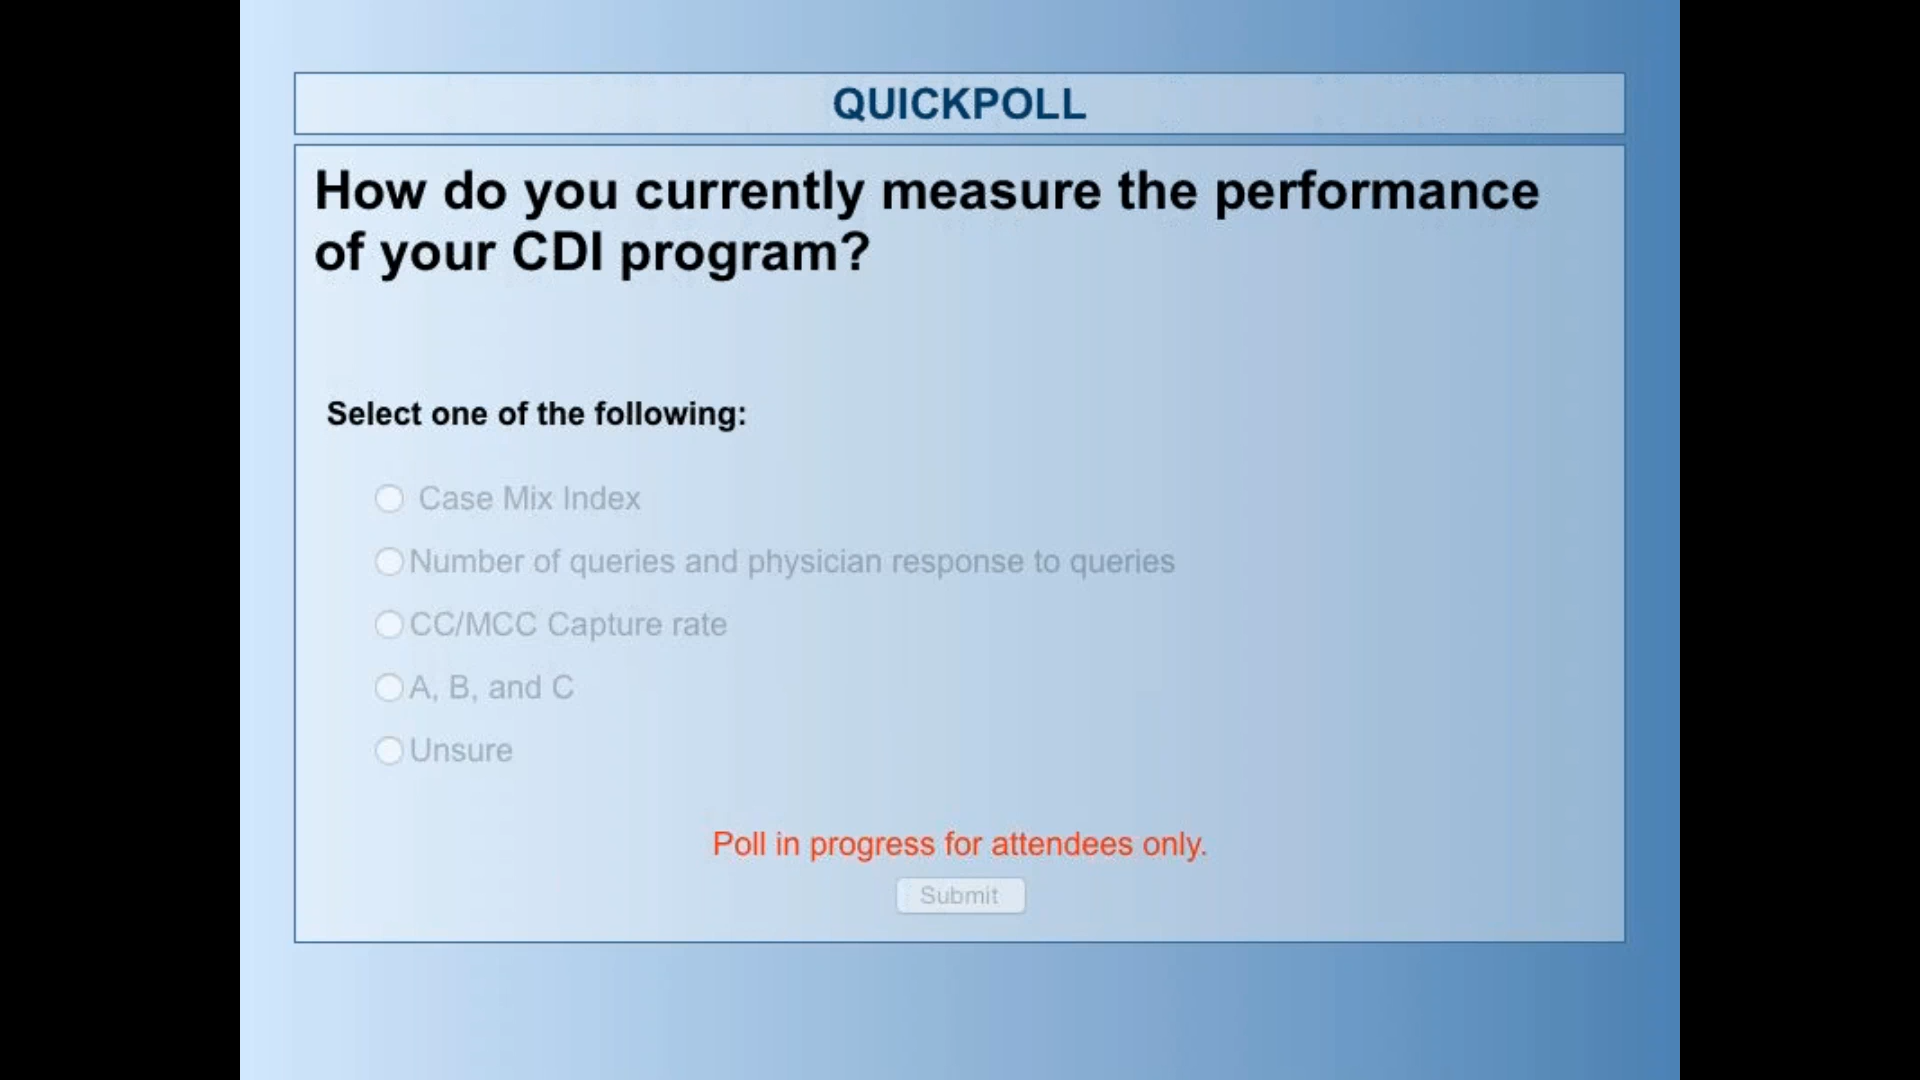 QUICKPOLL
How do you currently measure the performance
of your CDI program?
Select one of the following:
Case Mix Index
Number of queries and physician response to queries
CC/MCC Capture rate
A, B, and C
Unsure
Poll in progress for attendees only.
Submit